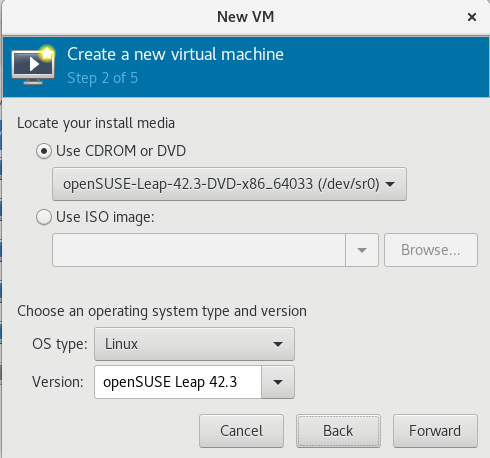 New VM
Create a new virtual machine
Step 2 of 5
Locate your install media
Use CDROM or DVD
openSUSE-Leap-42.3-DVD-x86_64033 (/dev/sr0)
Use ISO image:
Browse...
Choose an operating system type and version
OS type: Linux
Version: openSUSE Leap 42.3
Cancel Back Forward